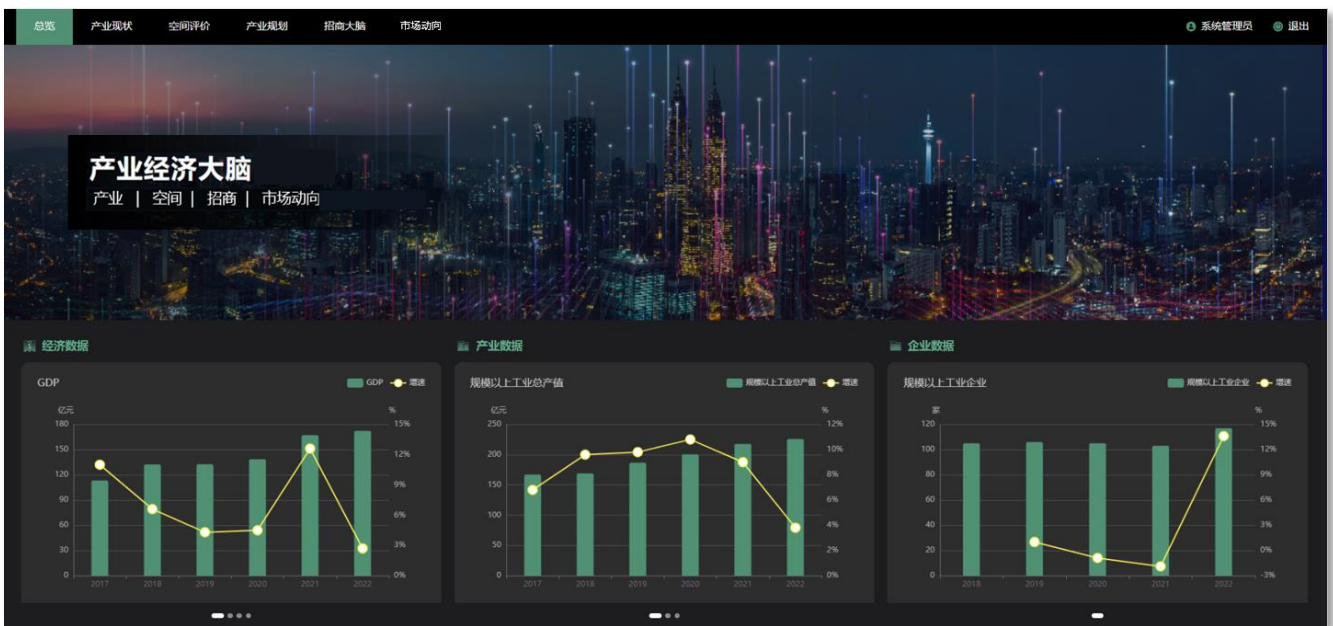 总览 产业现状 空间评价 产业规划 招商大脑 市场动向 系统管理员 退出
产业经济大脑
产业 | 空间 | 招商 | 市场动向
经济数据
GDP
GDP 增速
亿元 %
180 15%
150 12%
120
90 9%
60 6%
30 3%
0 0%
2017 2018 2019 2020 2021 2022
产业数据
规模以上工业总产值
规模以上工业总产值 增速
亿元 %
250 12%
200 10%
150 8%
100 6%
50 4%
2%
0 0%
2017 2018 2019 2020 2021 2022
企业数据
规模以上工业企业
规模以上工业企业 增速
家 %
120 15%
100 12%
80 9%
60 6%
40 3%
20 0%
0 -3%
2018 2019 2020 2021 2022